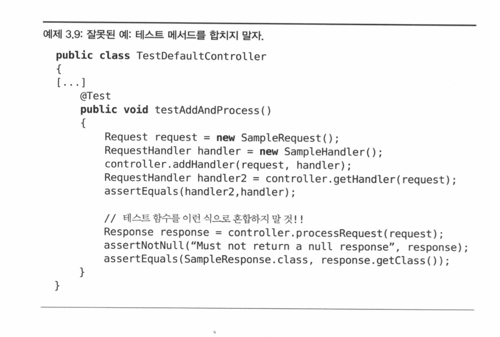 예제 3.9: 잘못된 예: 테스트 메서드를 합치지 말자.
public class TestDefaultController
{
[...]
@Test
public void testAddAndProcess()
{
Request request = new SampleRequest();
RequestHandler handler = new SampleHandler();
controller.addHandler(request, handler);
RequestHandler handler2 = controller.getHandler(request);
assertEquals(handler2,handler);
// 테스트 함수를 이런 식으로 혼합하지 말 것!!
Response response = controller.processRequest(request);
assertNotNull(“Must not return a null response”, response);
assertEquals(SampleResponse.class, response.getClass());
}
}